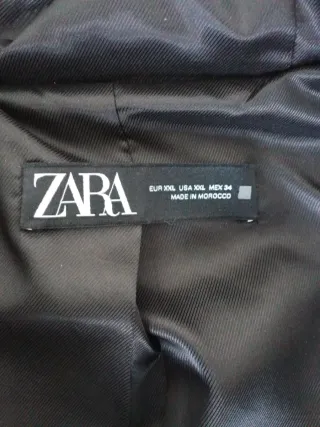 ZARA
EUR XXL USA XXL MEX 34
MADE IN MOROCCO